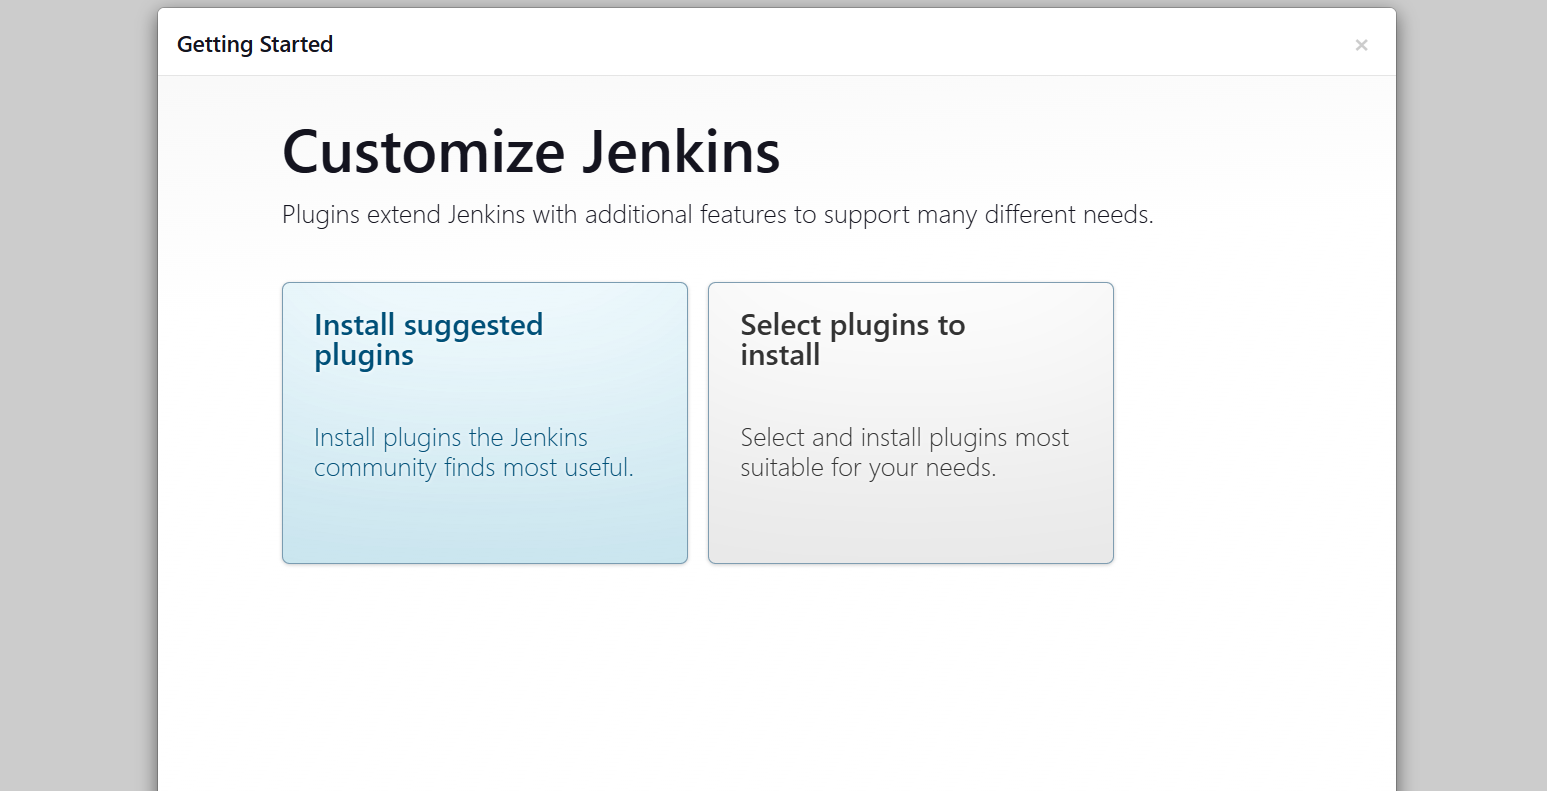 Getting Started
×
Customize Jenkins
Plugins extend Jenkins with additional features to support many different needs.
Install suggested
plugins
Install plugins the Jenkins
community finds most useful.
Select plugins to
install
Select and install plugins most
suitable for your needs.